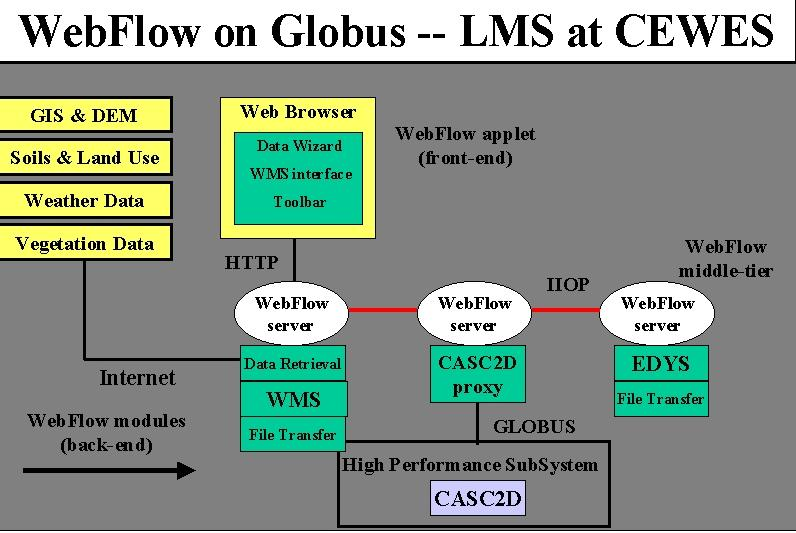 WebFlow on Globus -- LMS at CEWES
GIS & DEM
Soils & Land Use
Weather Data
Vegetation Data
Web Browser
Data Wizard
WMS interface
Toolbar
WebFlow applet
(front-end)
HTTP
WebFlow
middle-tier
IIOP
WebFlow
server
WebFlow
server
WebFlow
server
Internet
Data Retrieval
WMS
File Transfer
CASC2D
proxy
EDYS
File Transfer
WebFlow modules
(back-end)
GLOBUS
High Performance SubSystem
CASC2D